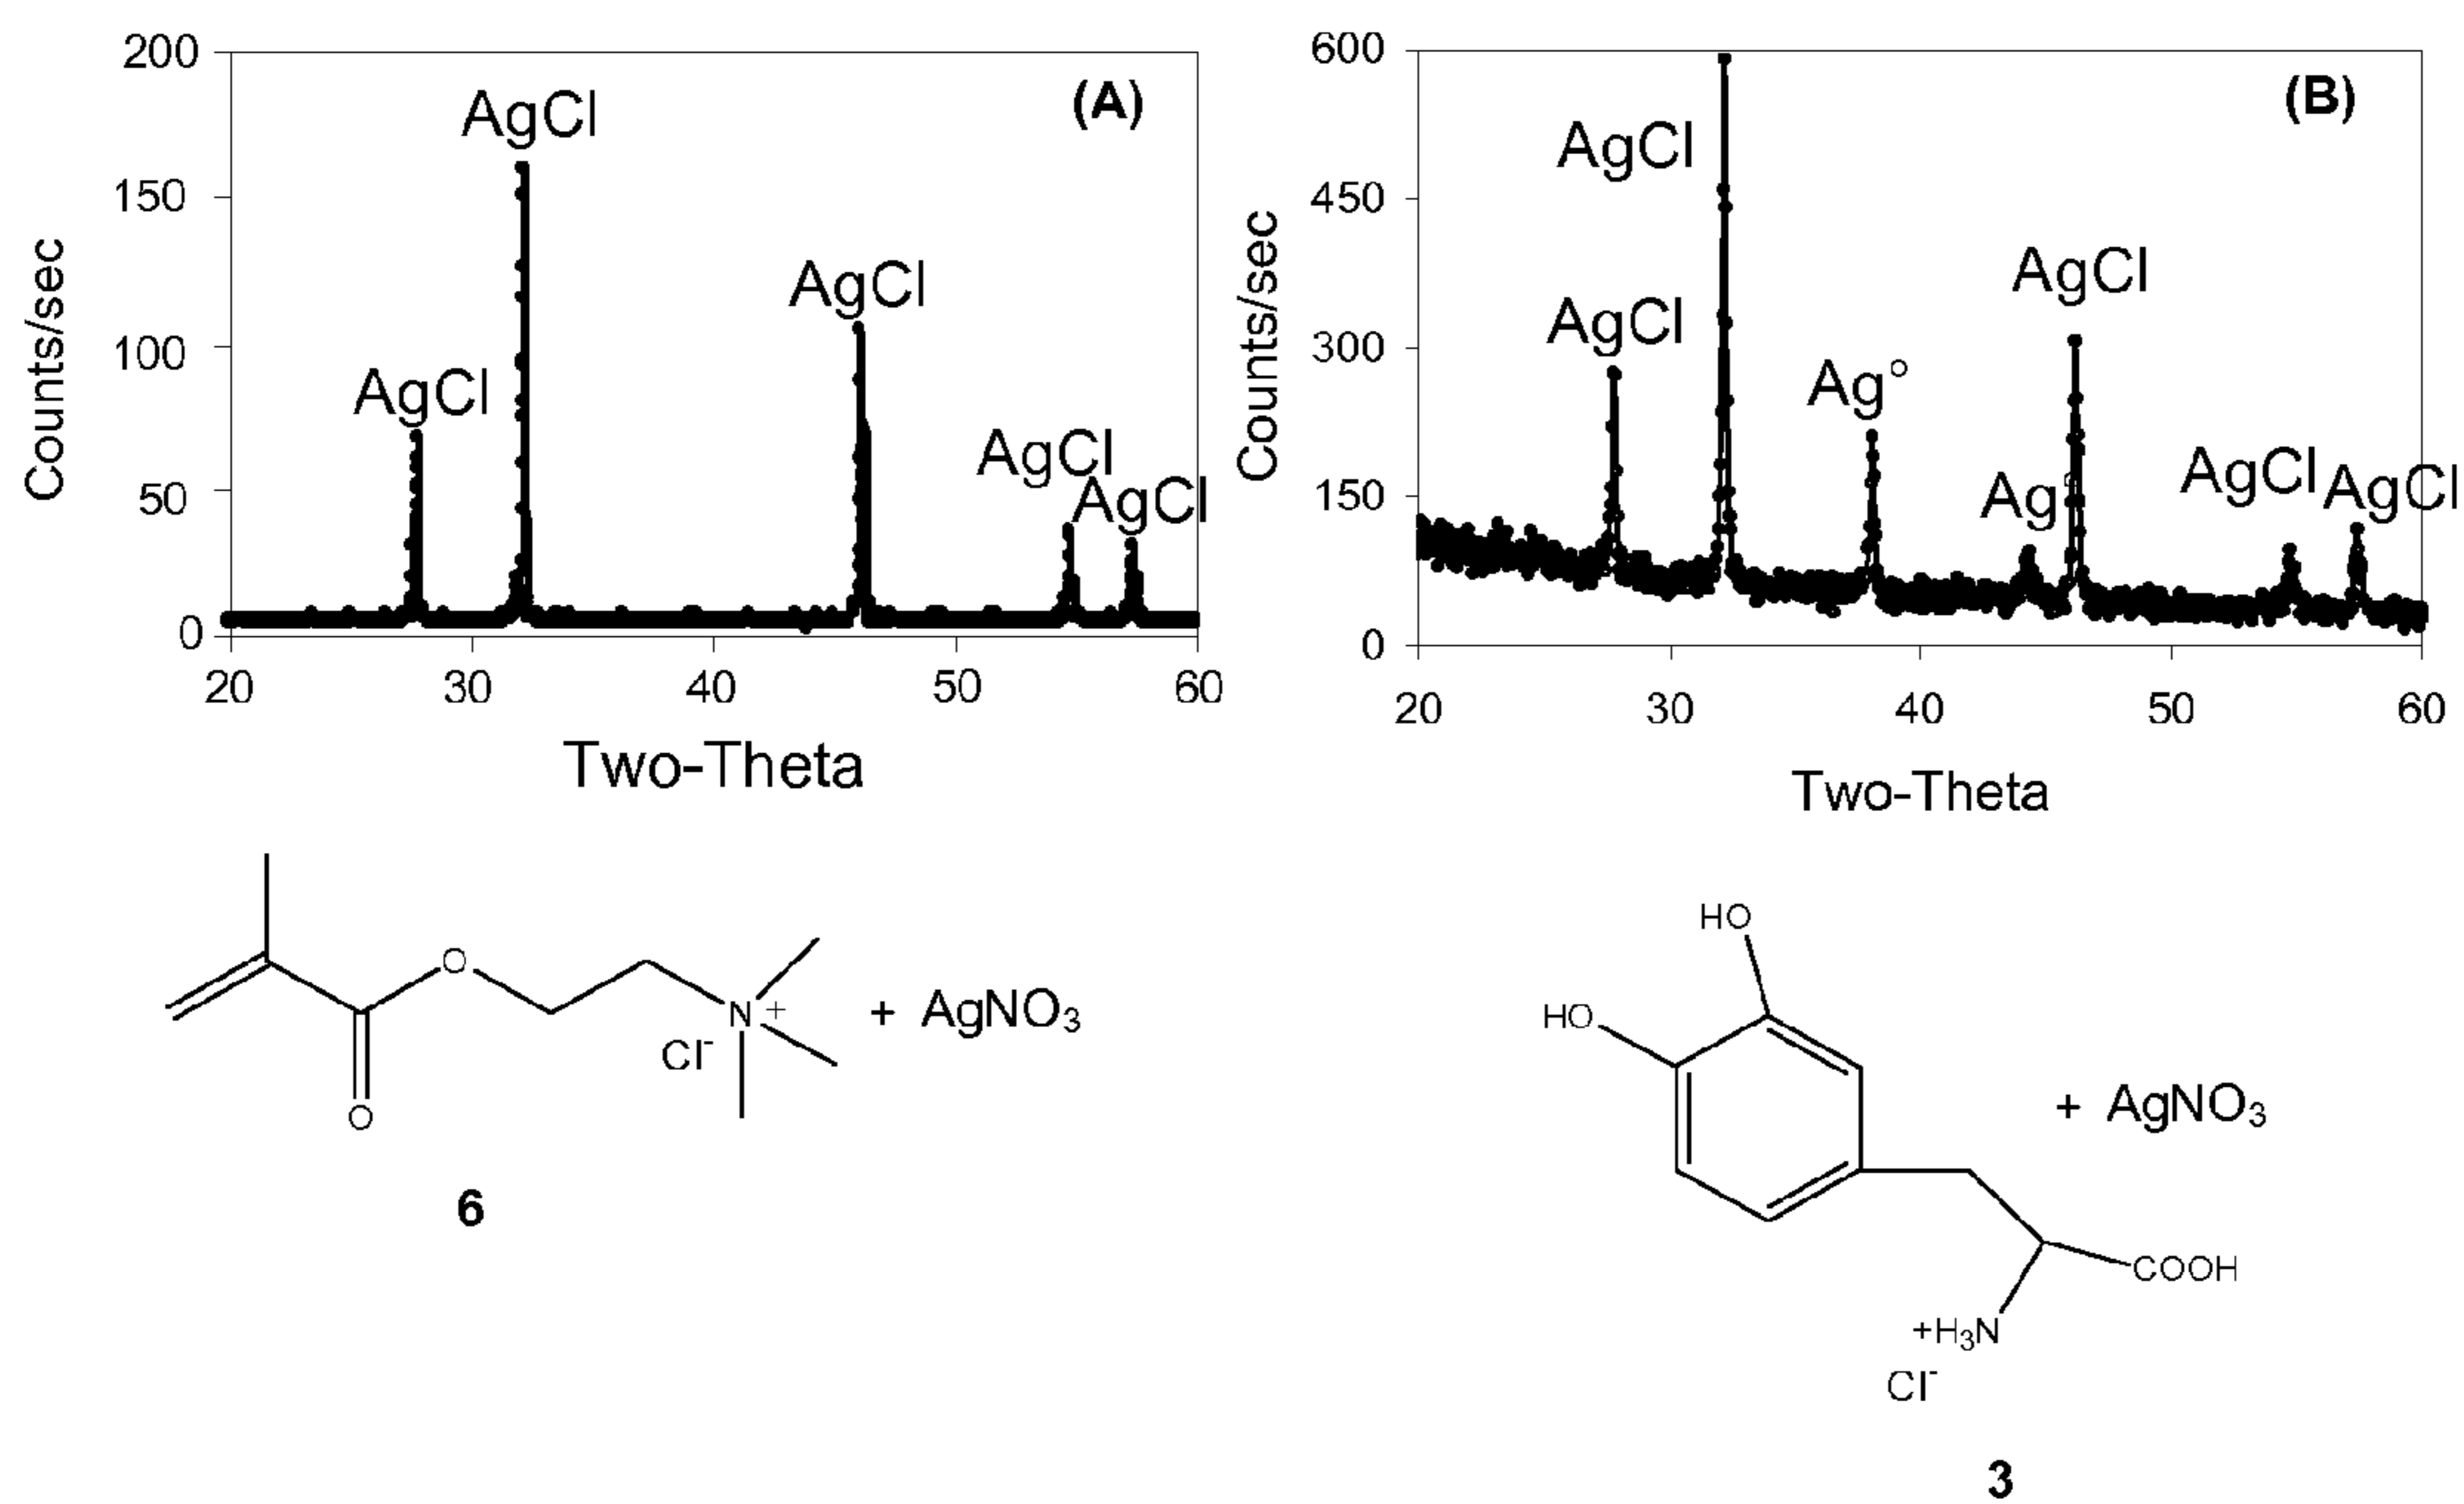 200
150
100
50
0
Counts/sec
AgCl
AgCl
AgCl
AgCl
AgCl
(A)
20 30 40 50 60
Two-Theta
600
450
300
150
0
Counts/sec
AgCl
AgCl
Ag°
Ag°
AgCl
AgCl
AgCl
(B)
20 30 40 50 60
Two-Theta
O
O
N +
Cl⁻
+ AgNO₃
6
HO
HO
+ AgNO₃
COOH
+H₃N
Cl⁻
3